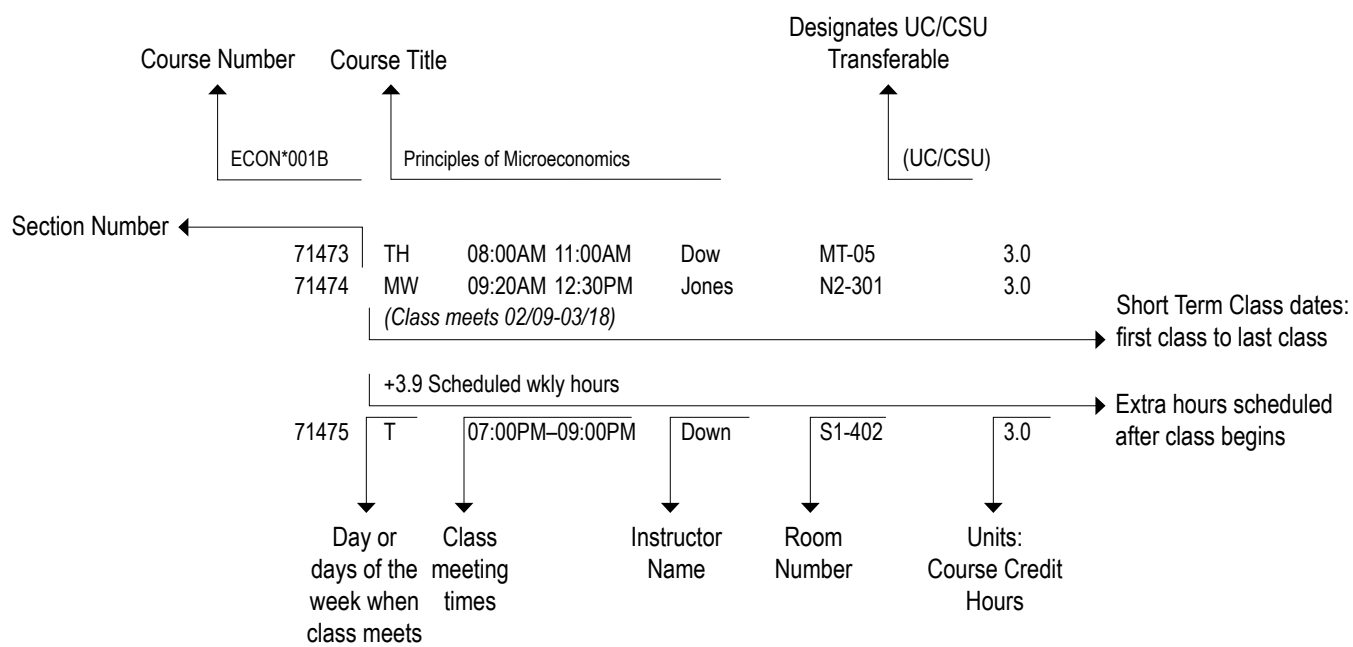 Designates UC/CSU
Transferable
Course Number
Course Title
ECON*001B
Principles of Microeconomics
(UC/CSU)
Section Number
71473 TH 08:00AM 11:00AM Dow MT-05 3.0
71474 MW 09:20AM 12:30PM Jones N2-301 3.0
(Class meets 02/09-03/18)
Short Term Class dates:
first class to last class
+3.9 Scheduled wkly hours
Extra hours scheduled
after class begins
71475 T 07:00PM–09:00PM Down S1-402 3.0
Day or
days of the
week when
class meets
Class
meeting
times
Instructor
Name
Room
Number
Units:
Course Credit
Hours